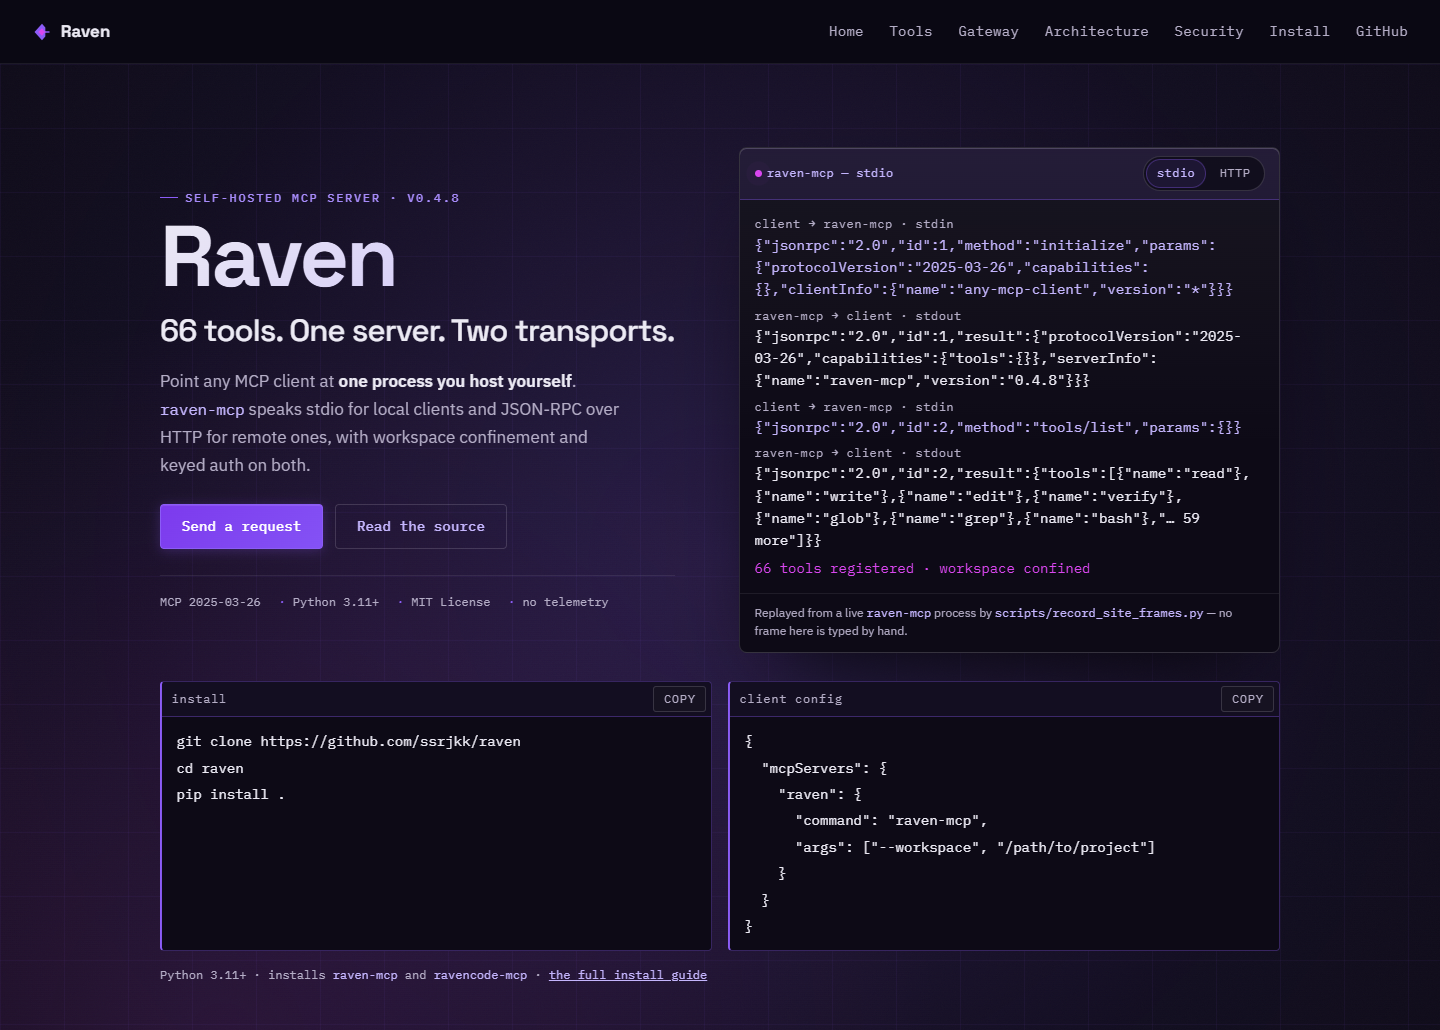 Raven
Home Tools Gateway Architecture Security Install GitHub
SELF-HOSTED MCP SERVER · V0.4.8
Raven
66 tools. One server. Two transports.
Point any MCP client at one process you host yourself.
raven-mcp speaks stdio for local clients and JSON-RPC over
HTTP for remote ones, with workspace confinement and
keyed auth on both.
Send a request
Read the source
MCP 2025-03-26 · Python 3.11+ · MIT License · no telemetry
raven-mcp — stdio
stdio HTTP
client → raven-mcp · stdin
{"jsonrpc":"2.0","id":1,"method":"initialize","params":
{"protocolVersion":"2025-03-26","capabilities":
{},"clientInfo":{"name":"any-mcp-client","version":"*"}}}
raven-mcp → client · stdout
{"jsonrpc":"2.0","id":1,"result":{"protocolVersion":"2025-
03-26","capabilities":{"tools":{}},"serverInfo":
{"name":"raven-mcp","version":"0.4.8"}}}
client → raven-mcp · stdin
{"jsonrpc":"2.0","id":2,"method":"tools/list","params":{}}
raven-mcp → client · stdout
{"jsonrpc":"2.0","id":2,"result":{"tools":[{"name":"read"},
{"name":"write"},{"name":"edit"},{"name":"verify"},
{"name":"glob"},{"name":"grep"},{"name":"bash"},"… 59
more"]}}
66 tools registered · workspace confined
Replayed from a live raven-mcp process by scripts/record_site_frames.py — no
frame here is typed by hand.
install
COPY
git clone https://github.com/ssrjkk/raven
cd raven
pip install .
client config
COPY
{
  "mcpServers": {
    "raven": {
      "command": "raven-mcp",
      "args": ["--workspace", "/path/to/project"]
    }
  }
}
Python 3.11+ · installs raven-mcp and ravencode-mcp · the full install guide